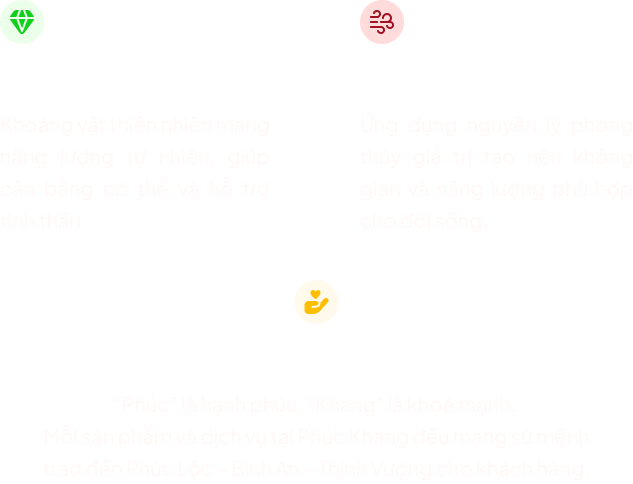 Khoáng vật thiên nhiên mang
năng lượng tự nhiên, giúp
cân bằng cơ thể và hỗ trợ
tinh thần.
Ứng dụng nguyên lý phong
thủy giá trị tạo nên không
gian và năng lượng phù hợp
cho đời sống.
“Phúc” là hạnh phúc, “Khang” là khoẻ mạnh.
Mỗi sản phẩm và dịch vụ tại Phúc Khang đều mang sứ mệnh
trao đến Phúc Lộc – Bình An – Thịnh Vượng cho khách hàng.